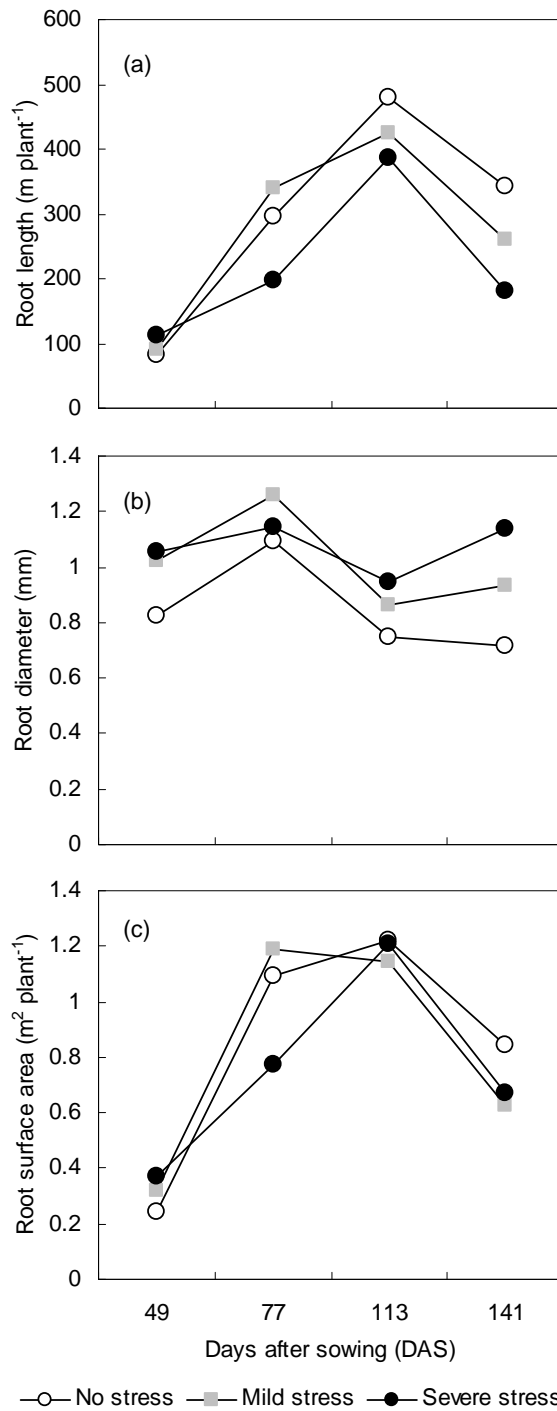 600
(a)
500
400
300
200
100
0
Root length (m plant-1)
1.4
(b)
1.2
1
0.8
0.6
0.4
0.2
0
Root diameter (mm)
1.4
(c)
1.2
1
0.8
0.6
0.4
0.2
0
Root surface area (m2 plant-1)
49 77 113 141
Days after sowing (DAS)
No stress Mild stress Severe stress